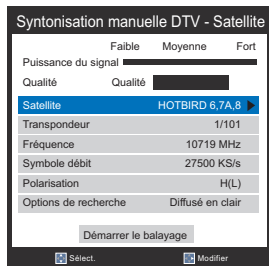 Syntonisation manuelle DTV - Satellite
Faible Moyenne Fort
Puissance du signal
Qualité Qualité
Satellite HOTBIRD 6,7A,8
Transpondeur 1/101
Fréquence 10719 MHz
Symbole débit 27500 KS/s
Polarisation H(L)
Options de recherche Diffusé en clair
Démarrer le balayage
Sélect. Modifier